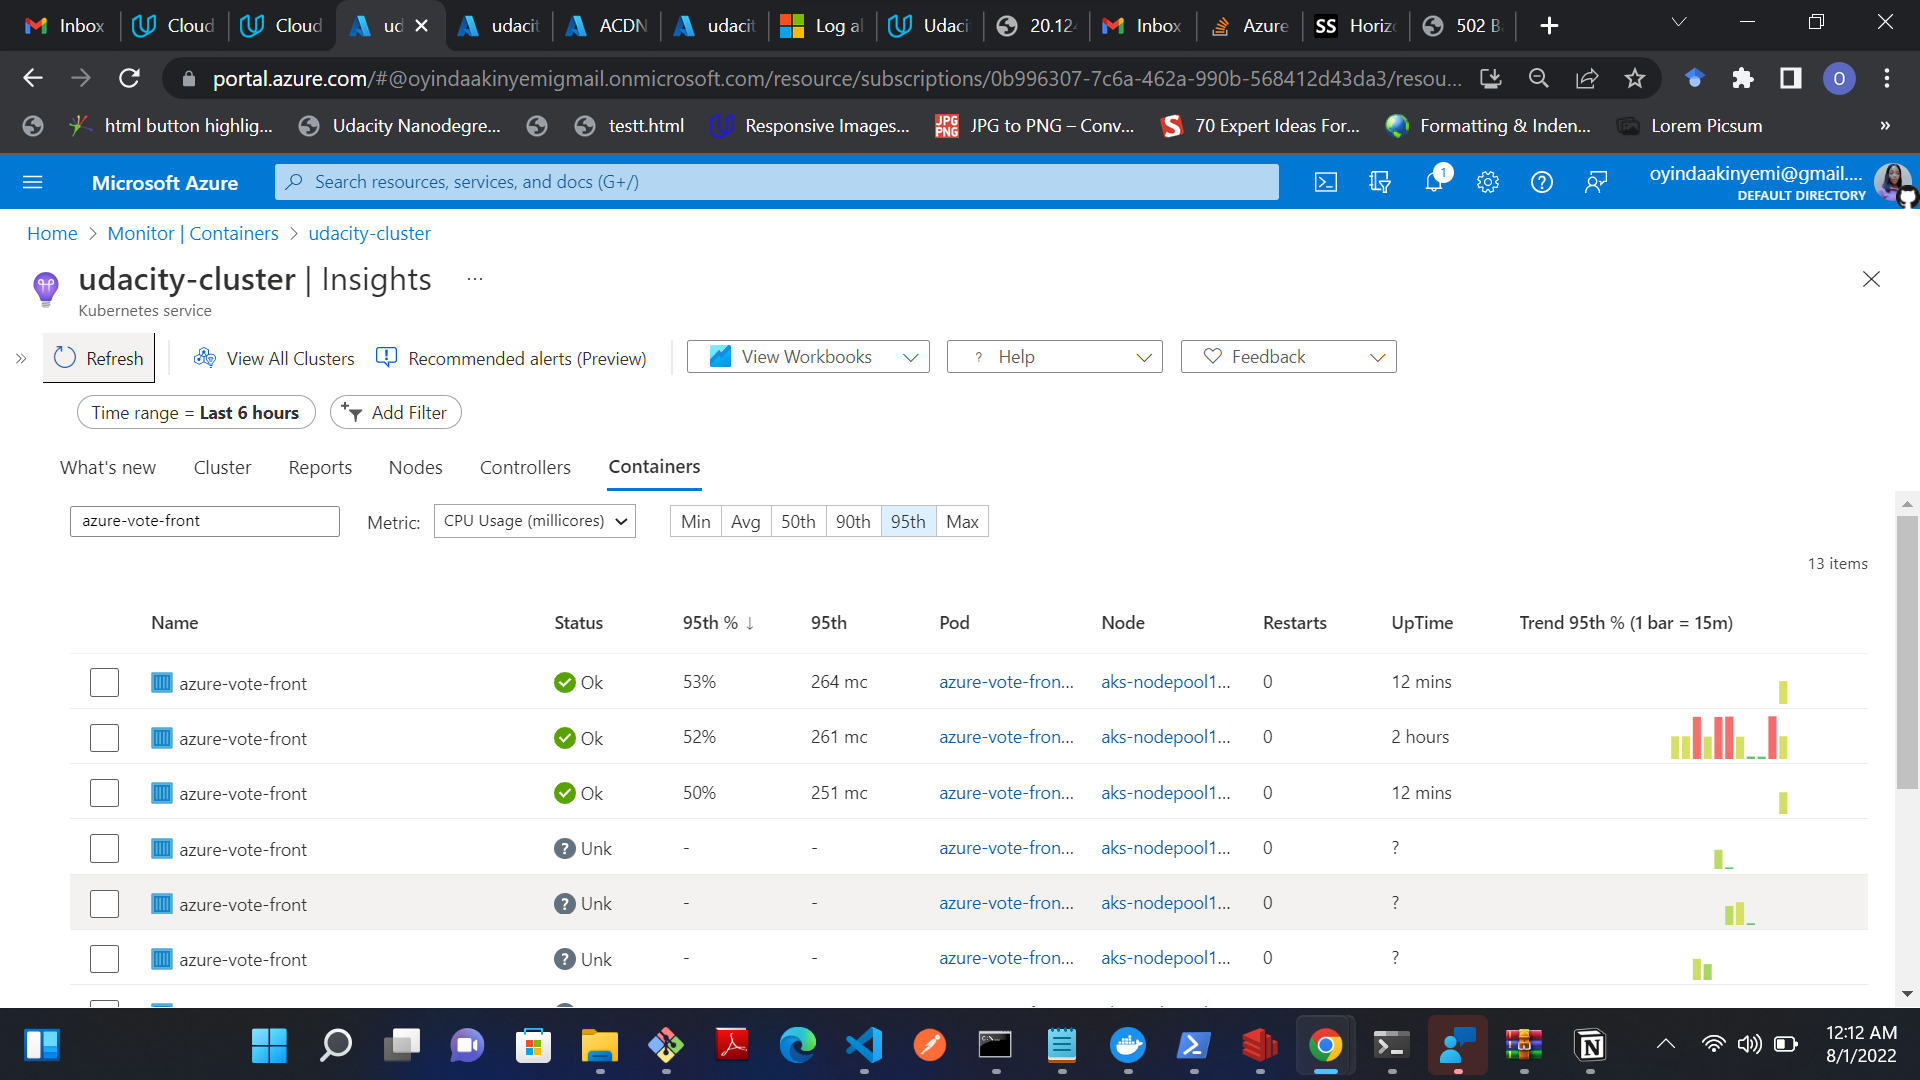 Inbox
Cloud
Cloud
ud
udacit
ACDN
udacit
Log al
Udaci
20.124
Inbox
Azure
SS Horizo
502 B
portal.azure.com/#@oyindaakinyemigmail.onmicrosoft.com/resource/subscriptions/0b996307-7c6a-462a-990b-568412d43da3/resou...
O
html button highlig...
Udacity Nanodegre...
testt.html
Responsive Images...
JPG PNG
JPG to PNG – Conv...
70 Expert Ideas For...
Formatting & Inden...
Lorem Picsum
»
Microsoft Azure
Search resources, services, and docs (G+/)
1
oyindaakinyemi@gmail....
DEFAULT DIRECTORY
Home > Monitor | Containers > udacity-cluster
udacity-cluster | Insights ...
Kubernetes service
Refresh
View All Clusters
Recommended alerts (Preview)
View Workbooks
? Help
Feedback
Time range = Last 6 hours
Add Filter
What's new
Cluster
Reports
Nodes
Controllers
Containers
azure-vote-front
Metric:
CPU Usage (millicores)
Min
Avg
50th
90th
95th
Max
13 items
Name Status 95th % ↓ 95th Pod Node Restarts UpTime Trend 95th % (1 bar = 15m)
azure-vote-front Ok 53% 264 mc azure-vote-fron... aks-nodepool1... 0 12 mins
azure-vote-front Ok 52% 261 mc azure-vote-fron... aks-nodepool1... 0 2 hours
azure-vote-front Ok 50% 251 mc azure-vote-fron... aks-nodepool1... 0 12 mins
azure-vote-front ? Unk - - azure-vote-fron... aks-nodepool1... 0 ?
azure-vote-front ? Unk - - azure-vote-fron... aks-nodepool1... 0 ?
azure-vote-front ? Unk - - azure-vote-fron... aks-nodepool1... 0 ?
12:12 AM
8/1/2022